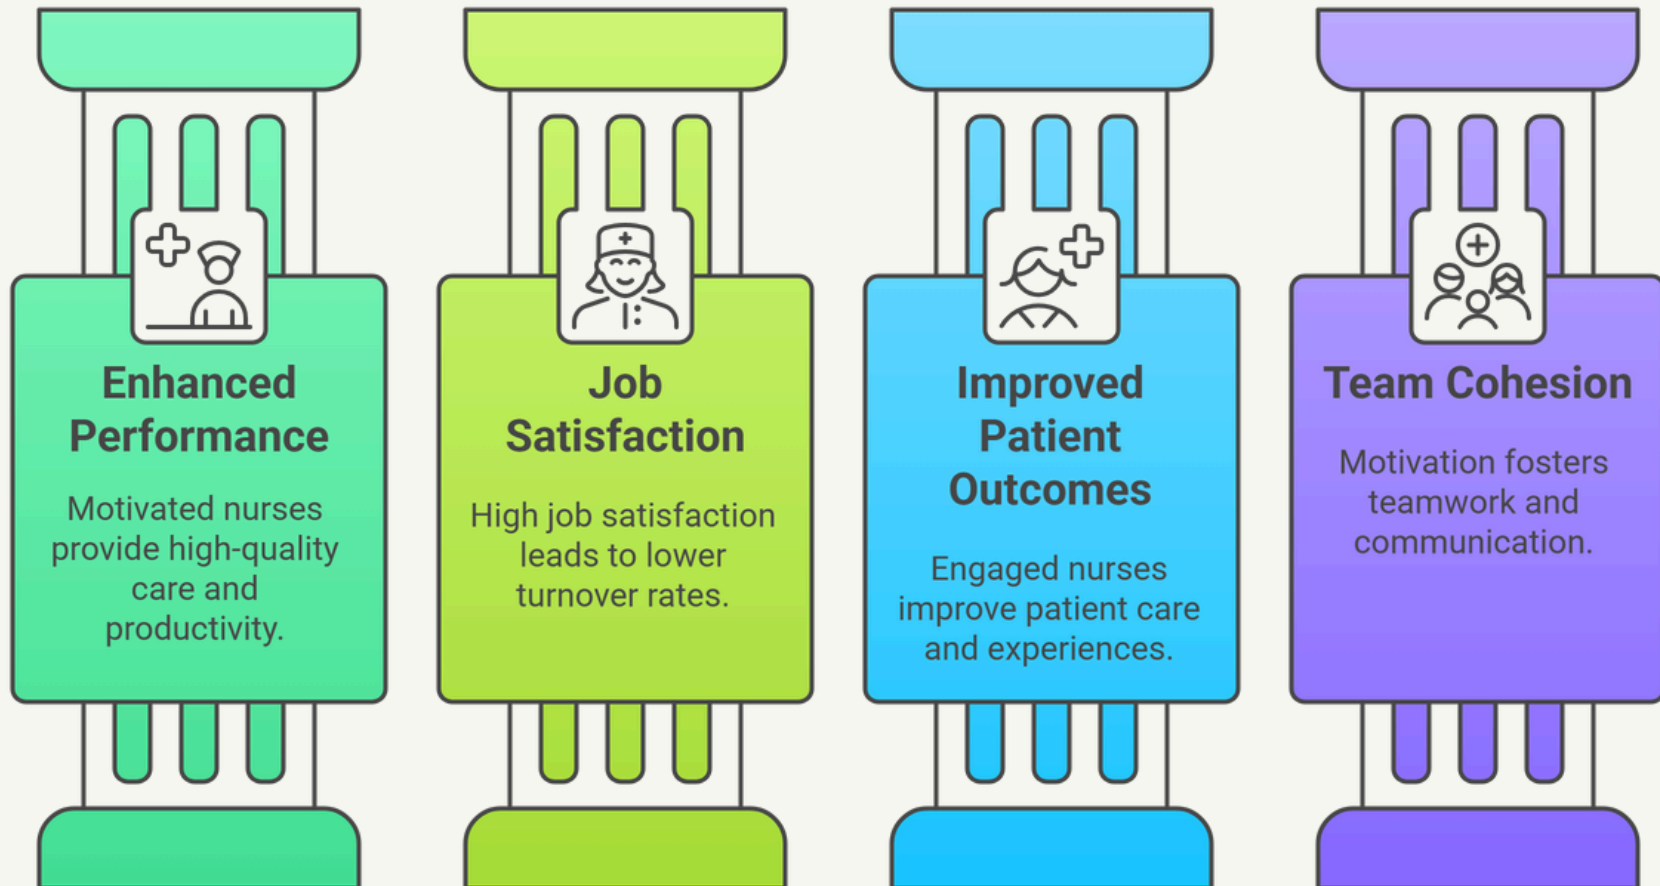 Enhanced
Performance
Motivated nurses
provide high-quality
care and
productivity.
Job
Satisfaction
High job satisfaction
leads to lower
turnover rates.
Improved
Patient
Outcomes
Engaged nurses
improve patient care
and experiences.
Team Cohesion
Motivation fosters
teamwork and
communication.